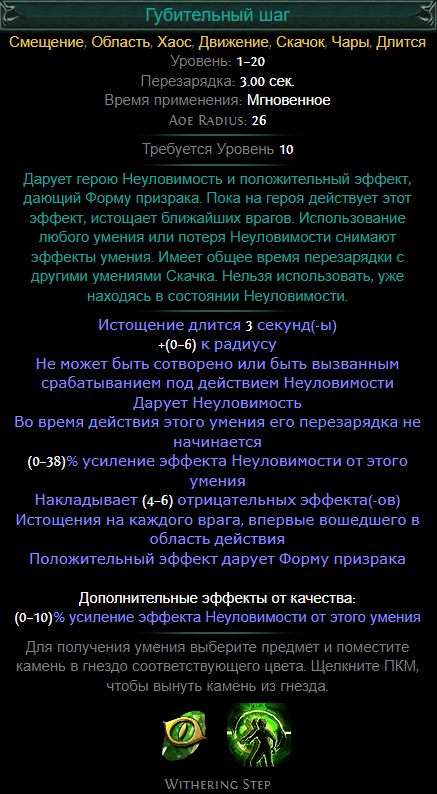 Губительный шаг
Смещение, Область, Хаос, Движение, Скачок, Чары, Длится
Уровень: 1–20
Перезарядка: 3.00 сек.
Время применения: Мгновенное
AOE RADIUS: 26
Требуется Уровень 10
Дарует герою Неуловимость и положительный эффект,
дающий Форму призрака. Пока на героя действует этот
эффект, истощает ближайших врагов. Использование
любого умения или потеря Неуловимости снимают
эффекты умения. Имеет общее время перезарядки с
другими умениями Скачка. Нельзя использовать, уже
находясь в состоянии Неуловимости.
Истощение длится 3 секунд(-ы)
+(0–6) к радиусу
Не может быть сотворено или быть вызванным
срабатыванием под действием Неуловимости
Дарует Неуловимость
Во время действия этого умения его перезарядка не
начинается
(0–38)% усиление эффекта Неуловимости от этого
умения
Накладывает (4–6) отрицательных эффекта(-ов)
Истощения на каждого врага, впервые вошедшего в
область действия
Положительный эффект дарует Форму призрака
Дополнительные эффекты от качества:
(0–10)% усиление эффекта Неуловимости от этого умения
Для получения умения выберите предмет и поместите
камень в гнездо соответствующего цвета. Щелкните ПКМ,
чтобы вынуть камень из гнезда.
WITHERING STEP